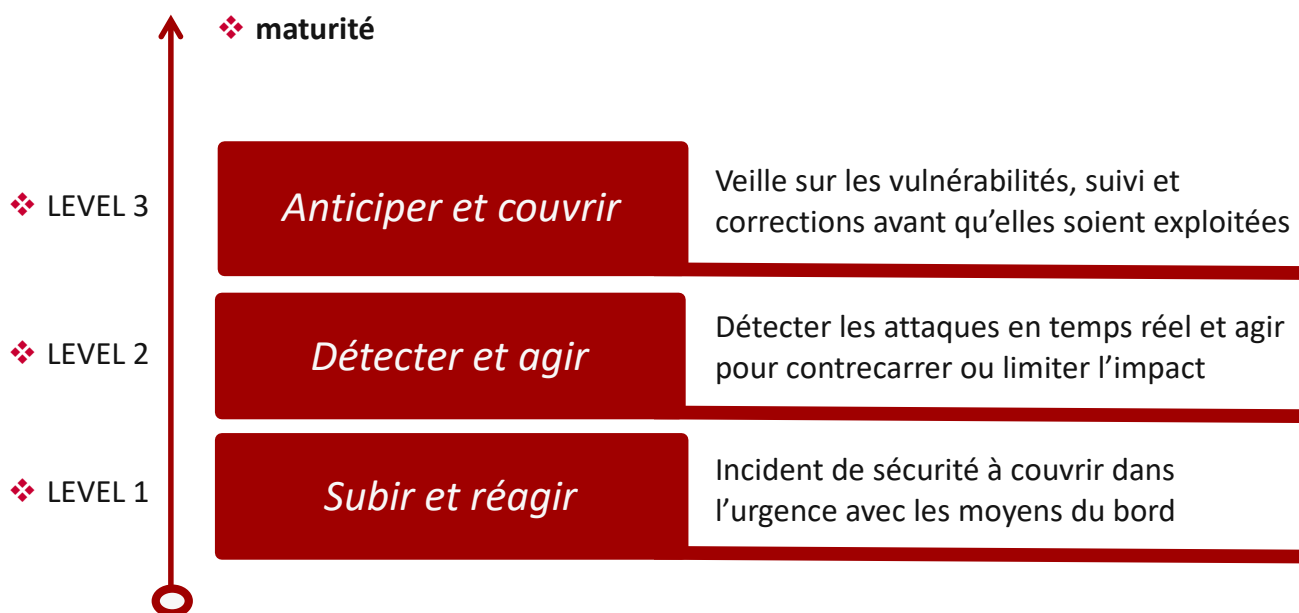 ❖ maturité
❖ LEVEL 3
Anticiper et couvrir
Veille sur les vulnérabilités, suivi et
corrections avant qu’elles soient exploitées
❖ LEVEL 2
Détecter et agir
Détecter les attaques en temps réel et agir
pour contrecarrer ou limiter l’impact
❖ LEVEL 1
Subir et réagir
Incident de sécurité à couvrir dans
l’urgence avec les moyens du bord